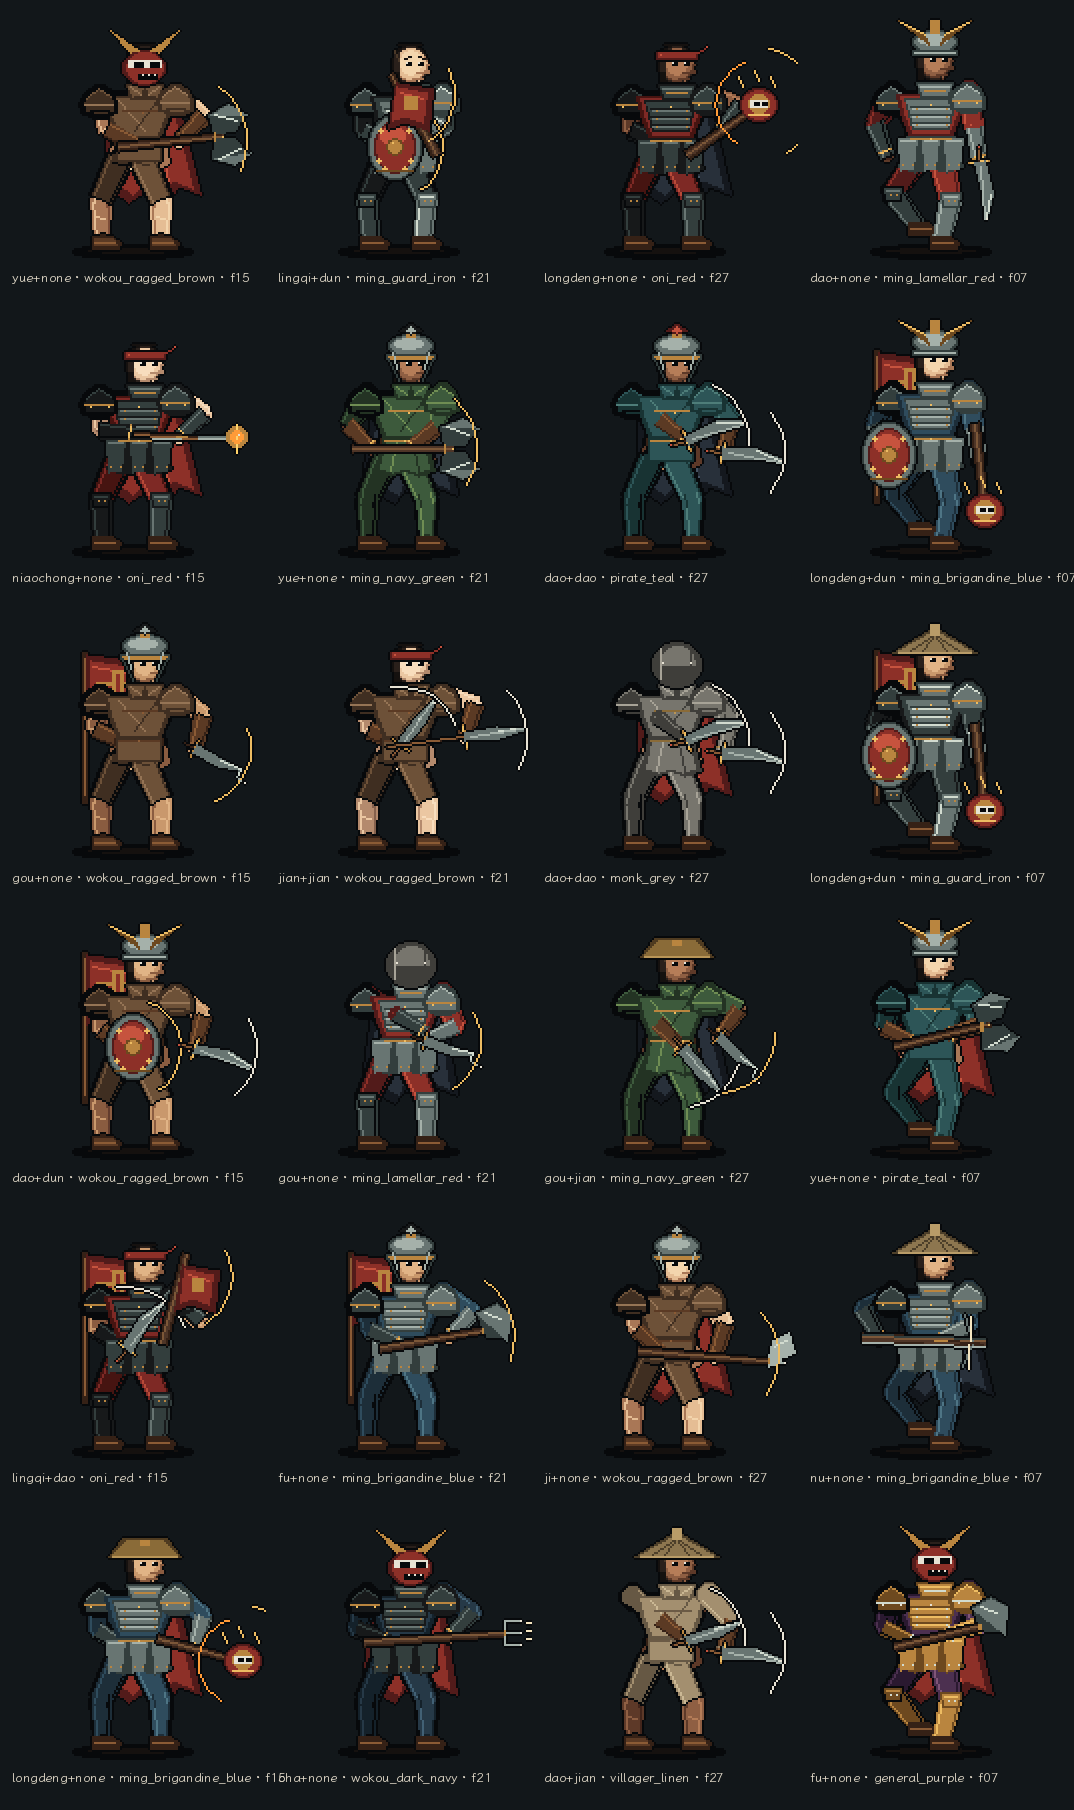 yue+none • wokou_ragged_brown • f15
lingqi+dun • ming_guard_iron • f21
longdeng+none • oni_red • f27
dao+none • ming_lamellar_red • f07
niaochong+none • oni_red • f15
yue+none • ming_navy_green • f21
dao+dao • pirate_teal • f27
longdeng+dun • ming_brigandine_blue • f07
gou+none • wokou_ragged_brown • f15
jian+jian • wokou_ragged_brown • f21
dao+dao • monk_grey • f27
longdeng+dun • ming_guard_iron • f07
dao+dun • wokou_ragged_brown • f15
gou+none • ming_lamellar_red • f21
gou+jian • ming_navy_green • f27
yue+none • pirate_teal • f07
lingqi+dao • oni_red • f15
fu+none • ming_brigandine_blue • f21
ji+none • wokou_ragged_brown • f27
nu+none • ming_brigandine_blue • f07
longdeng+none • ming_brigandine_blue • f15
ha+none • wokou_dark_navy • f21
dao+jian • villager_linen • f27
fu+none • general_purple • f07